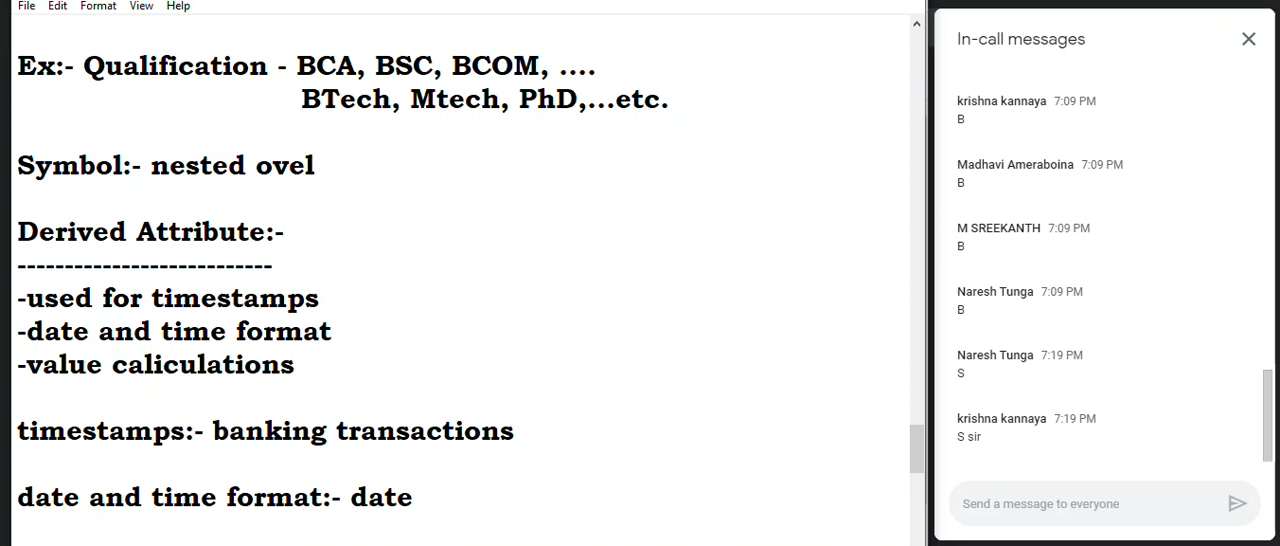 File Edit Format View Help
Ex:- Qualification - BCA, BSC, BCOM, ....
BTech, Mtech, PhD,...etc.
Symbol:- nested ovel
Derived Attribute:-
---------------------------
-used for timestamps
-date and time format
-value caliculations
timestamps:- banking transactions
date and time format:- date
In-call messages
krishna kannaya 7:09 PM
B
Madhavi Ameraboina 7:09 PM
B
M SREEKANTH 7:09 PM
B
Naresh Tunga 7:09 PM
B
Naresh Tunga 7:19 PM
S
krishna kannaya 7:19 PM
S sir
Send a message to everyone